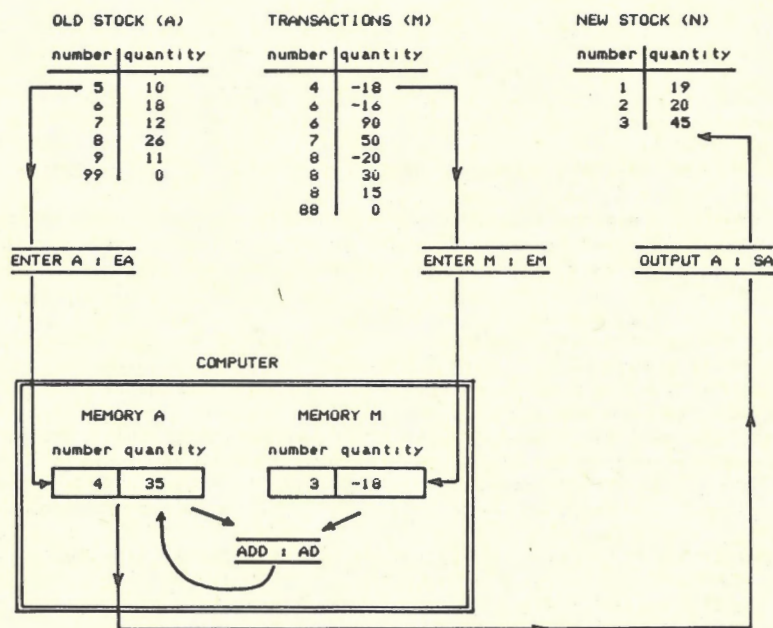 OLD STOCK (A)
number quantity
5 10
6 18
7 12
8 26
9 11
99 0
TRANSACTIONS (M)
number quantity
4 -18
6 -16
6 90
7 50
8 -20
8 30
8 15
88 0
NEW STOCK (N)
number quantity
1 19
2 20
3 45
ENTER A : EA
ENTER M : EM
OUTPUT A : SA
COMPUTER
MEMORY A
number quantity
4 35
MEMORY M
number quantity
3 -18
ADD : AD